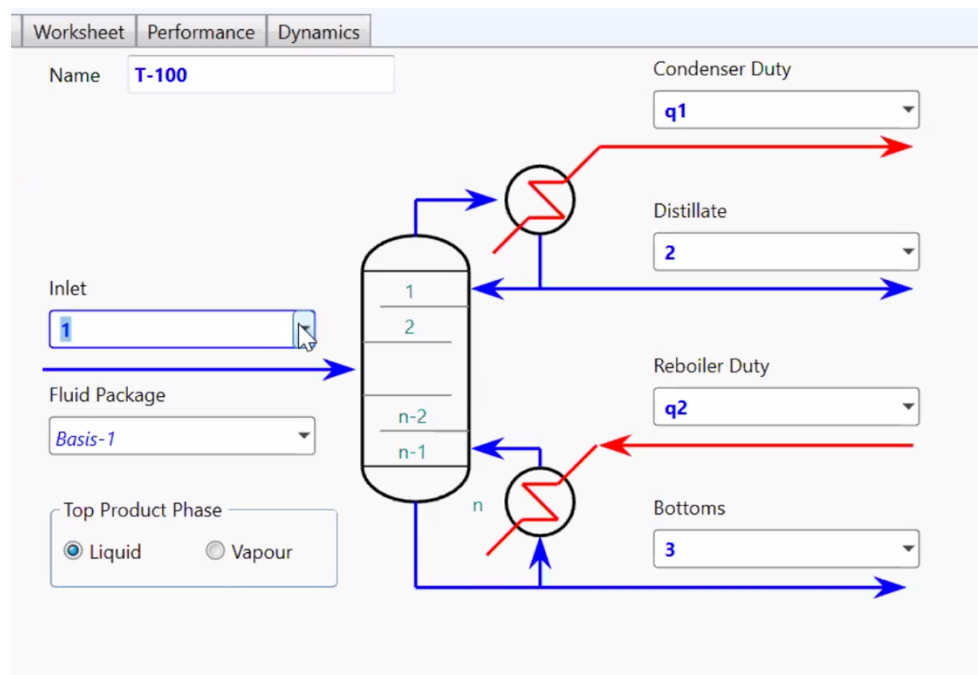 Worksheet Performance Dynamics
Name T-100
Condenser Duty
q1
Distillate
2
Inlet
1
Fluid Package
Basis-1
Top Product Phase
Liquid Vapour
1
2
n-2
n-1
n
Reboiler Duty
q2
Bottoms
3